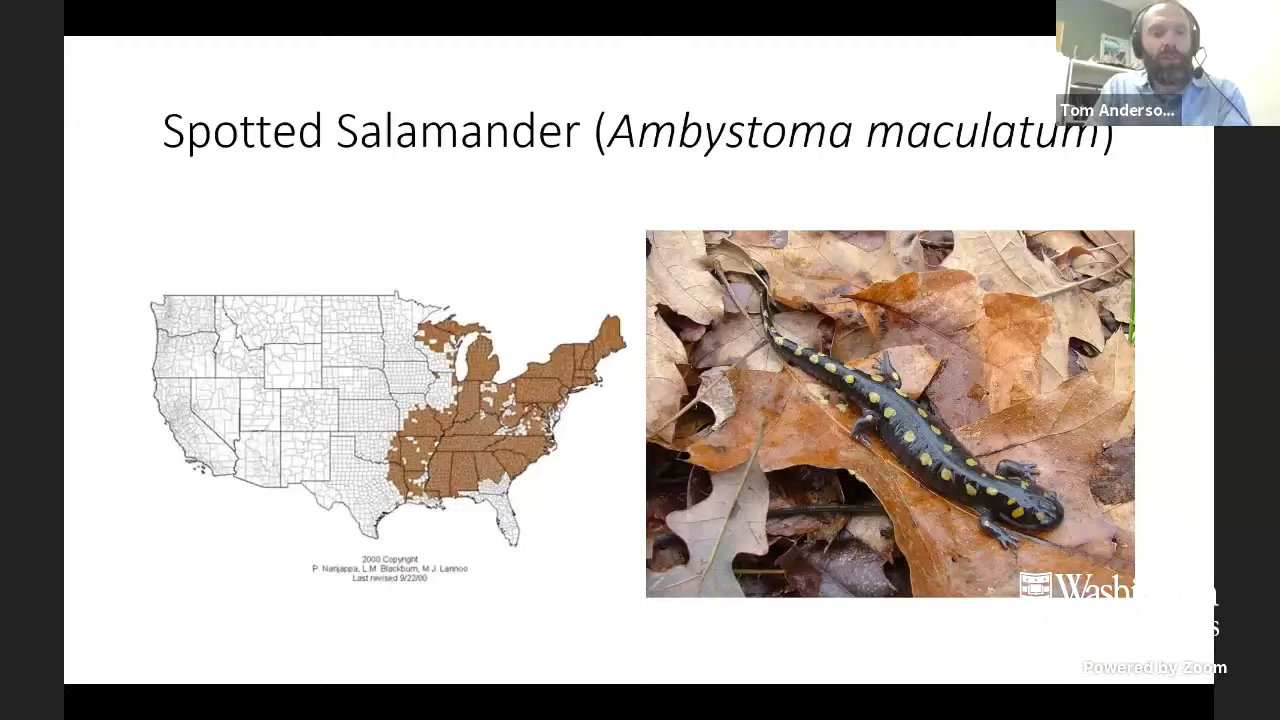 Tom Anderso...
Spotted Salamander (Ambystoma maculatum)
2000 Copyright
P. Nanjappa, L.M. Blackburn, M.J. Lannoo
Last revised 9/22/00
Powered by Zoom